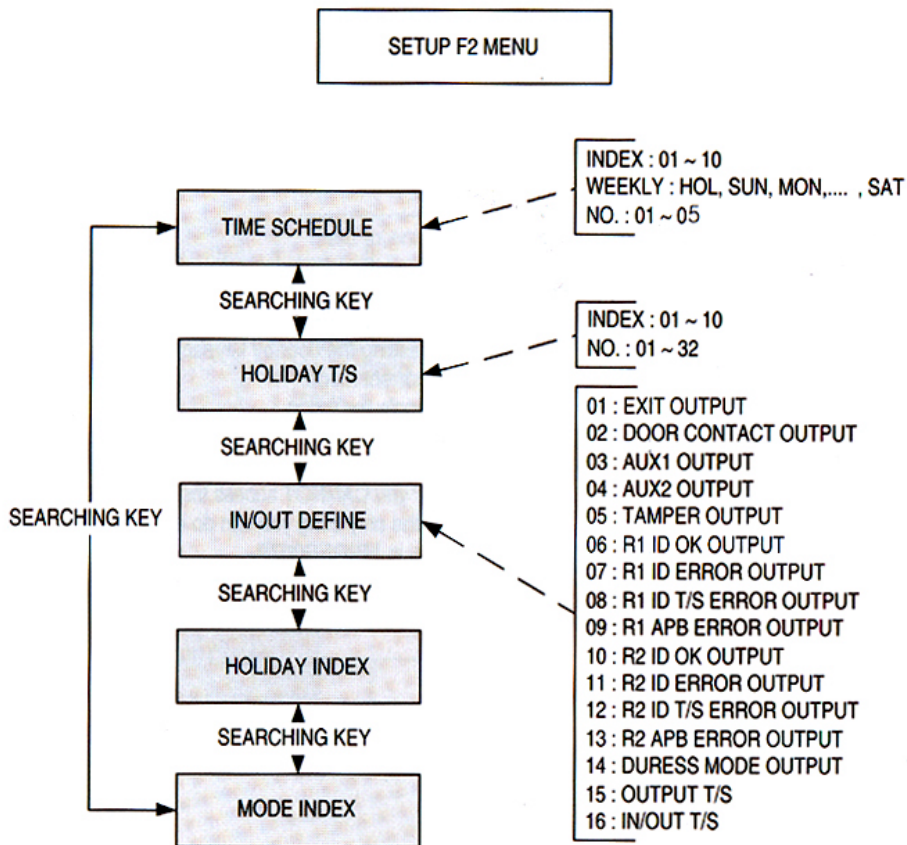 SETUP F2 MENU
INDEX : 01 ~ 10
WEEKLY : HOL, SUN, MON,.... , SAT
NO. : 01 ~ 05
TIME SCHEDULE
SEARCHING KEY
INDEX : 01 ~ 10
NO. : 01 ~ 32
HOLIDAY T/S
SEARCHING KEY
IN/OUT DEFINE
SEARCHING KEY
SEARCHING KEY
HOLIDAY INDEX
SEARCHING KEY
MODE INDEX
01 : EXIT OUTPUT
02 : DOOR CONTACT OUTPUT
03 : AUX1 OUTPUT
04 : AUX2 OUTPUT
05 : TAMPER OUTPUT
06 : R1 ID OK OUTPUT
07 : R1 ID ERROR OUTPUT
08 : R1 ID T/S ERROR OUTPUT
09 : R1 APB ERROR OUTPUT
10 : R2 ID OK OUTPUT
11 : R2 ID ERROR OUTPUT
12 : R2 ID T/S ERROR OUTPUT
13 : R2 APB ERROR OUTPUT
14 : DURESS MODE OUTPUT
15 : OUTPUT T/S
16 : IN/OUT T/S